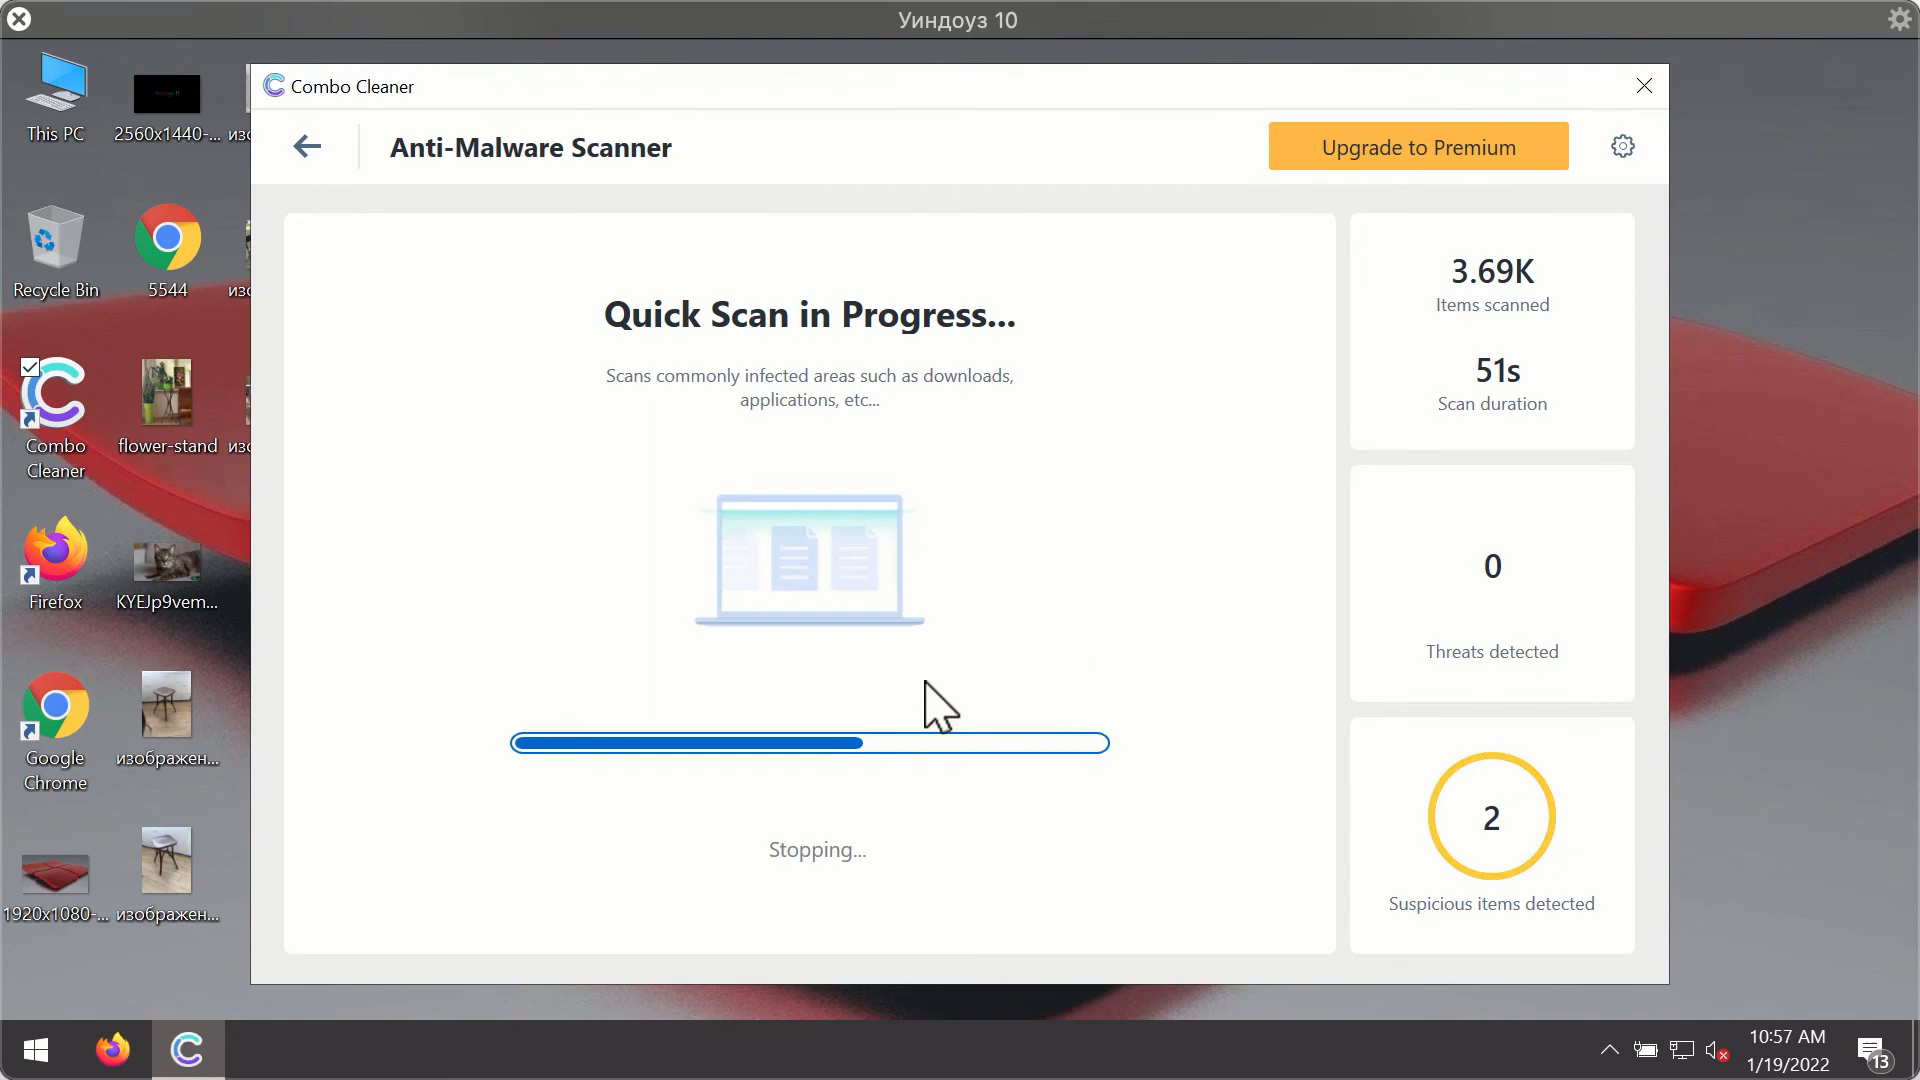 Уиндоуз 10
This PC
2560x1440-...
изо
Combo Cleaner
Anti-Malware Scanner
Upgrade to Premium
Recycle Bin
5544
изо
Quick Scan in Progress...
Scans commonly infected areas such as downloads,
applications, etc...
3.69K
Items scanned
51s
Scan duration
Combo
Cleaner
flower-stand
изо
0
Threats detected
Firefox
KYEJp9vem...
Google
Chrome
изображен...
Stopping...
2
Suspicious items detected
1920x1080-...
изображен...
10:57 AM
1/19/2022
13